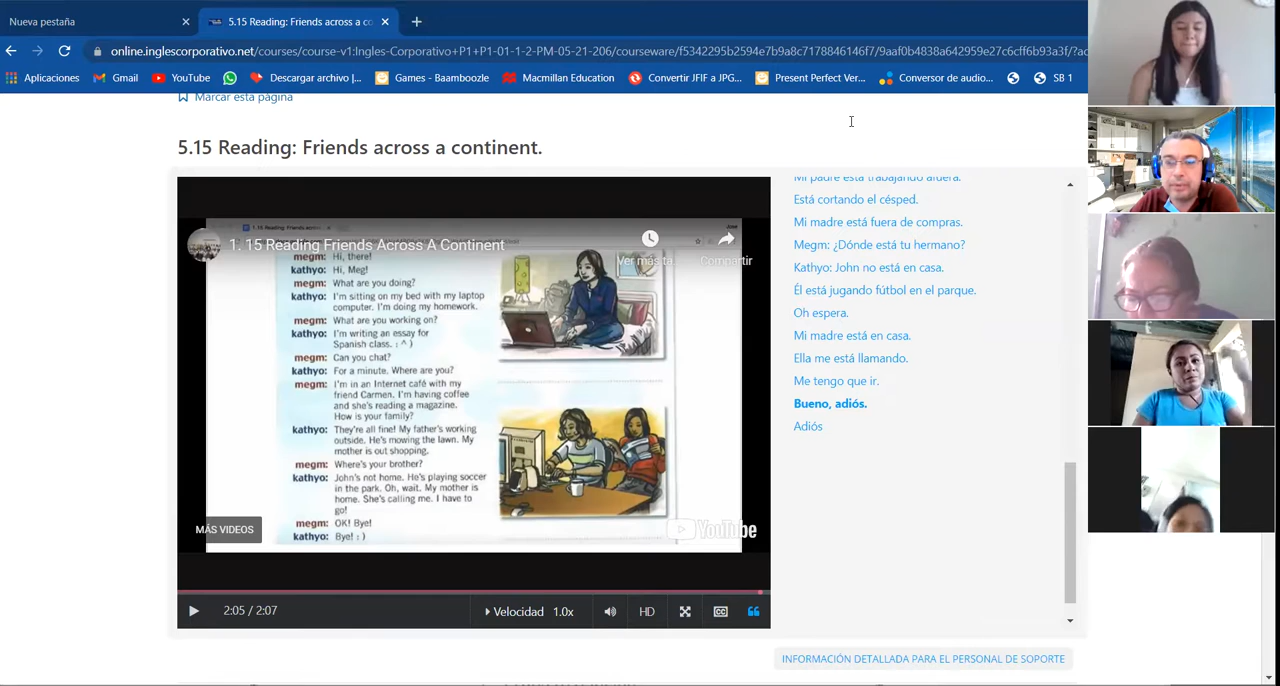 Nueva pestaña
5.15 Reading: Friends across a co
online.inglescorporativo.net/courses/course-v1:Ingles-Corporativo+P1+P1-01-1-2-PM-05-21-206/courseware/f5342295b2594e7b9a8c7178846146f7/9aaf0b4838a642959e27c6cff6b93a3f/?ac
Aplicaciones
Gmail
YouTube
Descargar archivo |...
Games - Baamboozle
Macmillan Education
Convertir JFIF a JPG...
Present Perfect Ver...
Conversor de audio...
SB 1
Marcar esta página
5.15 Reading: Friends across a continent.
1. 15 Reading Friends Across A Continent
Ver más ta...
Compartir
megm: Hi, there!
kathyo: Hi, Meg!
megm: What are you doing?
kathyo: I'm sitting on my bed with my laptop
computer. I'm doing my homework.
megm: What are you working on?
kathyo: I'm writing an essay for
Spanish class. : ^ )
megm: Can you chat?
kathyo: For a minute. Where are you?
megm: I'm in an Internet café with my
friend Carmen. I'm having coffee
and she's reading a magazine.
How is your family?
kathyo: They're all fine! My father's working
outside. He's mowing the lawn. My
mother is out shopping.
megm: Where's your brother?
kathyo: John's not home. He's playing soccer
in the park. Oh, wait. My mother is
home. She's calling me. I have to
go!
megm: OK! Bye!
kathyo: Bye! : )
MÁS VIDEOS
YouTube
2:05 / 2:07
Velocidad 1.0x
HD
CC
Mi padre está trabajando afuera.
Está cortando el césped.
Mi madre está fuera de compras.
Megm: ¿Dónde está tu hermano?
Kathyo: John no está en casa.
Él está jugando fútbol en el parque.
Oh espera.
Mi madre está en casa.
Ella me está llamando.
Me tengo que ir.
Bueno, adiós.
Adiós
INFORMACIÓN DETALLADA PARA EL PERSONAL DE SOPORTE